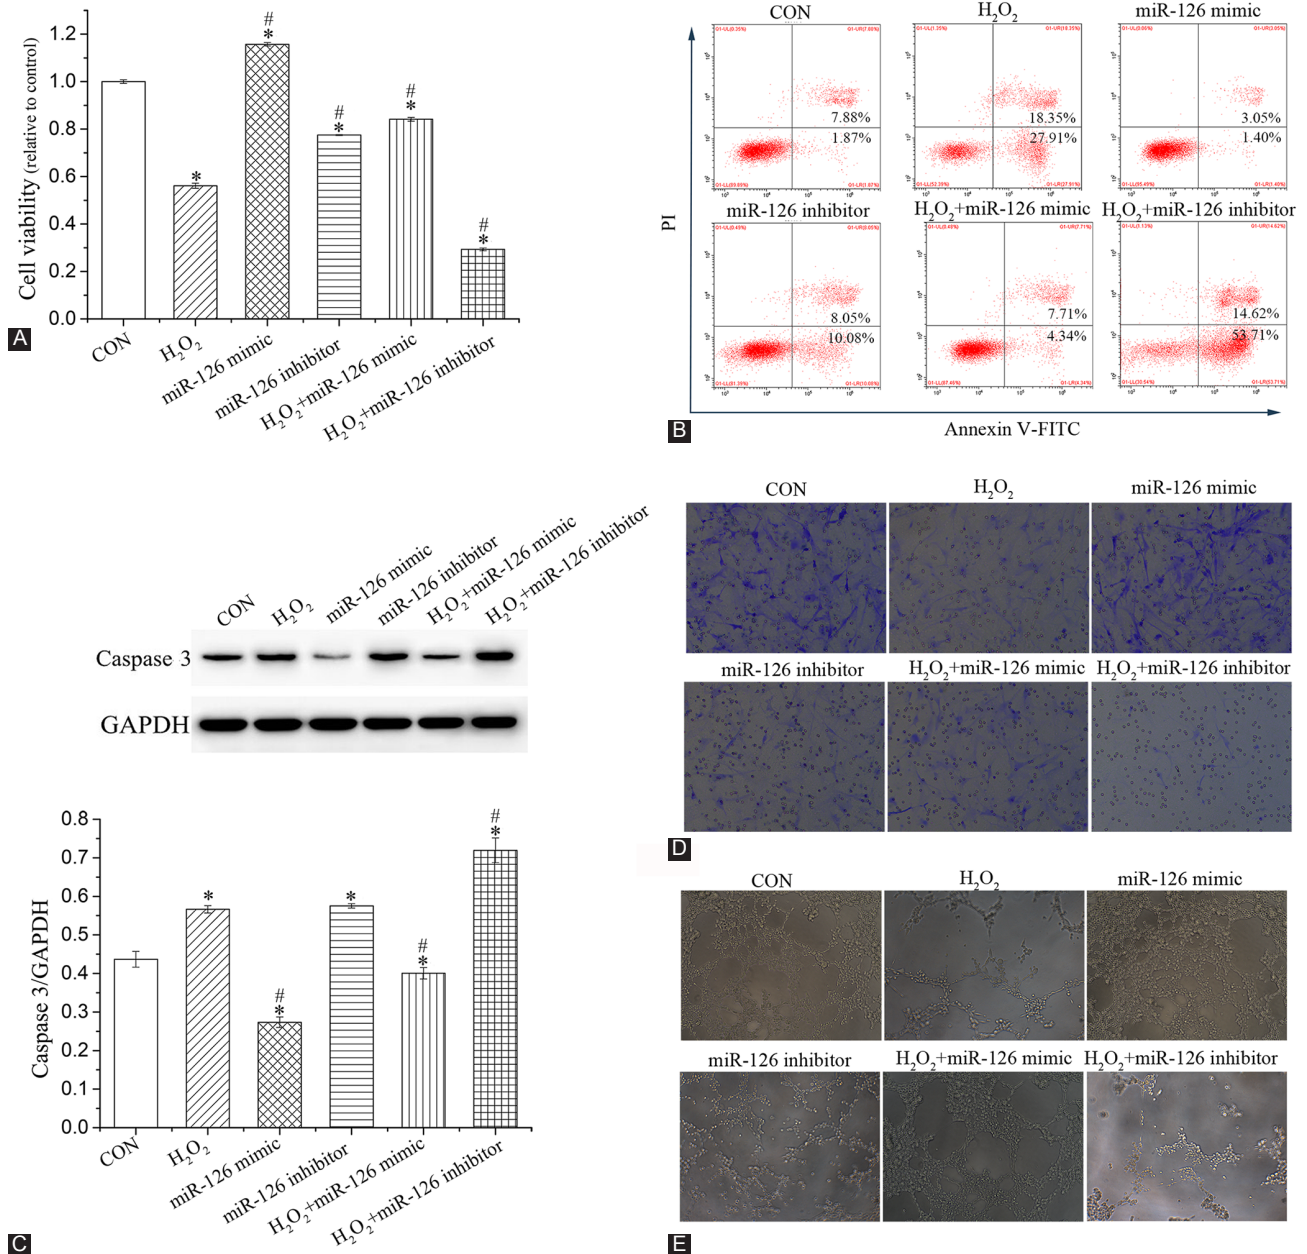 1.2
1.0
0.8
0.6
0.4
0.2
0.0
Cell viability (relative to control)
#
*
*
#
*
#
*
#
*
CON
H₂O₂
miR-126 mimic
miR-126 inhibitor
H₂O₂+miR-126 mimic
H₂O₂+miR-126 inhibitor
A
CON
H₂O₂
miR-126 mimic
7.88%
1.87%
18.35%
27.91%
3.05%
1.40%
miR-126 inhibitor
H₂O₂+miR-126 mimic
H₂O₂+miR-126 inhibitor
8.05%
10.08%
7.71%
4.34%
14.62%
53.71%
PI
Annexin V-FITC
B
CON
H₂O₂
miR-126 mimic
miR-126 inhibitor
H₂O₂+miR-126 mimic
H₂O₂+miR-126 inhibitor
Caspase 3
GAPDH
0.8
0.7
0.6
0.5
0.4
0.3
0.2
0.1
0.0
Caspase 3/GAPDH
*
#
*
*
#
*
#
*
CON
H₂O₂
miR-126 mimic
miR-126 inhibitor
H₂O₂+miR-126 mimic
H₂O₂+miR-126 inhibitor
C
CON
H₂O₂
miR-126 mimic
miR-126 inhibitor
H₂O₂+miR-126 mimic
H₂O₂+miR-126 inhibitor
D
CON
H₂O₂
miR-126 mimic
miR-126 inhibitor
H₂O₂+miR-126 mimic
H₂O₂+miR-126 inhibitor
E